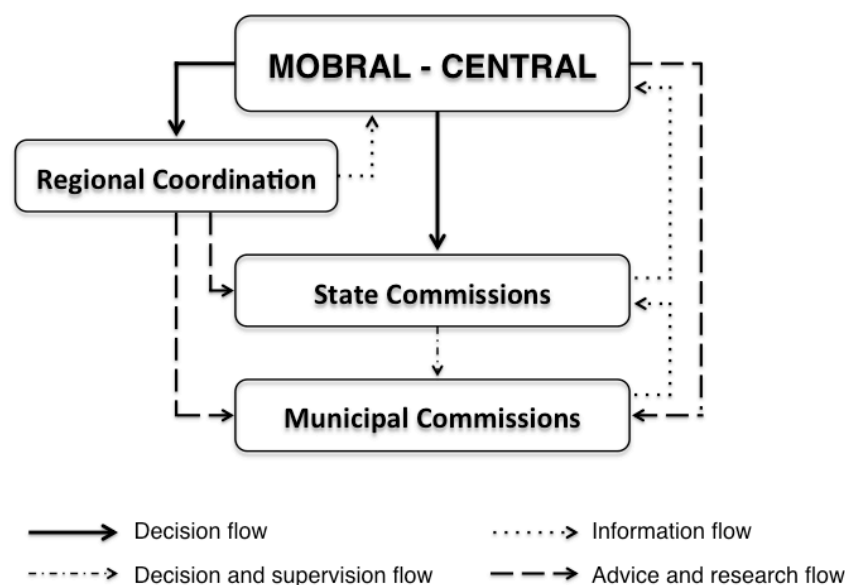 MOBRAL - CENTRAL
Regional Coordination
State Commissions
Municipal Commissions
Decision flow
Information flow
Decision and supervision flow
Advice and research flow